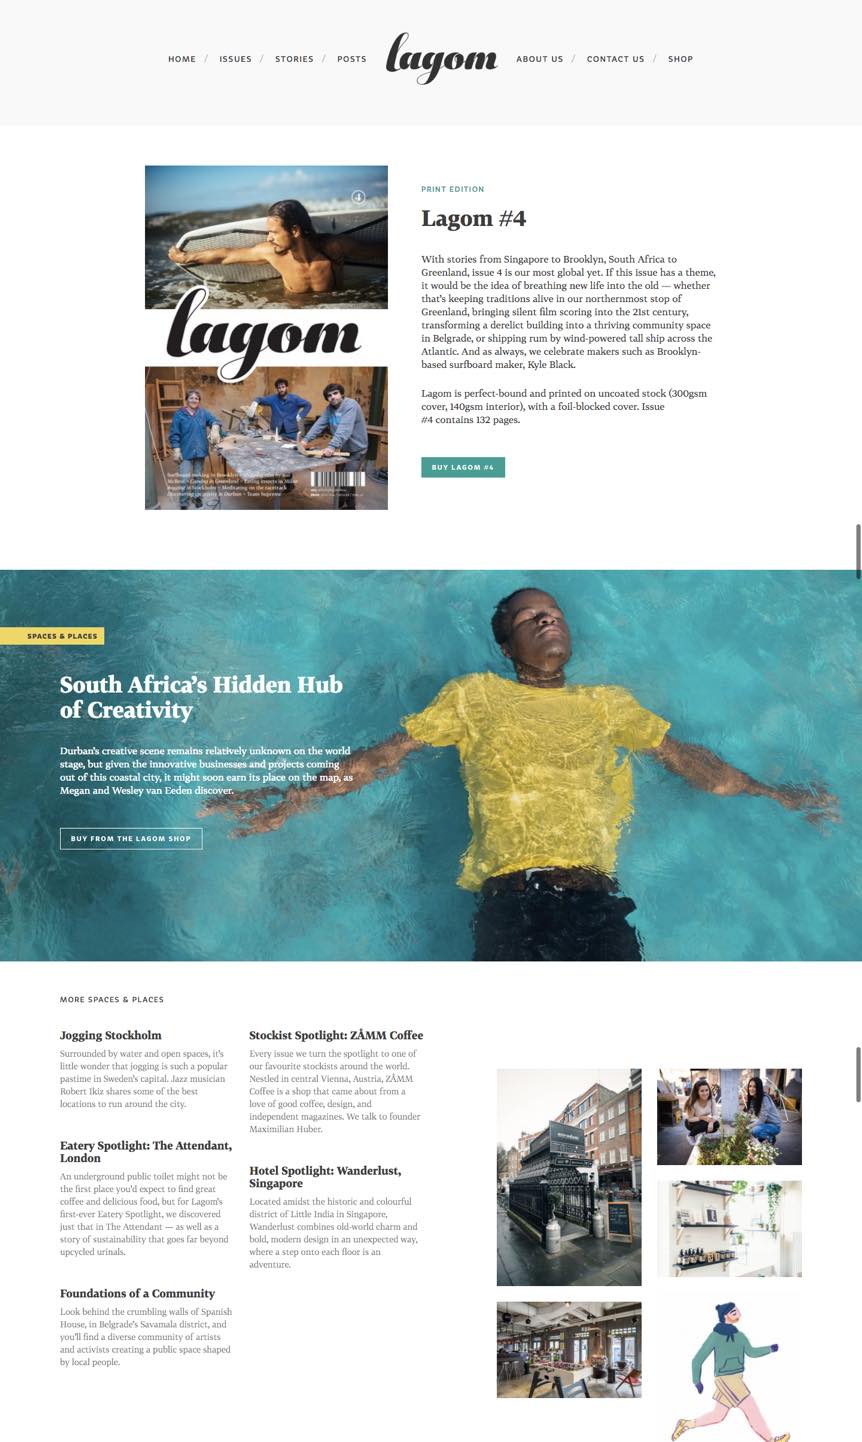 HOME / ISSUES / STORIES / POSTS lagom ABOUT US / CONTACT US / SHOP
4
lagom
Meditating on the racetrack
PRINT EDITION
Lagom #4
With stories from Singapore to Brooklyn, South Africa to
Greenland, issue 4 is our most global yet. If this issue has a theme,
it would be the idea of breathing new life into the old — whether
that's keeping traditions alive in our northernmost stop of
Greenland, bringing silent film scoring into the 21st century,
transforming a derelict building into a thriving community space
in Belgrade, or shipping rum by wind-powered tall ship across the
Atlantic. And as always, we celebrate makers such as Brooklyn-
based surfboard maker, Kyle Black.
Lagom is perfect-bound and printed on uncoated stock (300gsm
cover, 140gsm interior), with a foil-blocked cover. Issue
#4 contains 132 pages.
BUY LAGOM #4
SPACES & PLACES
South Africa's Hidden Hub
of Creativity
Durban's creative scene remains relatively unknown on the world
stage, but given the innovative businesses and projects coming
out of this coastal city, it might soon earn its place on the map, as
Megan and Wesley van Eeden discover.
BUY FROM THE LAGOM SHOP
MORE SPACES & PLACES
Jogging Stockholm
Surrounded by water and open spaces, it's
little wonder that jogging is such a popular
pastime in Sweden's capital. Jazz musician
Robert Ikiz shares some of the best
locations to run around the city.
Eatery Spotlight: The Attendant,
London
An underground public toilet might not be
the first place you'd expect to find great
coffee and delicious food, but for Lagom's
first-ever Eatery Spotlight, we discovered
just that in The Attendant — as well as a
story of sustainability that goes far beyond
upcycled urinals.
Foundations of a Community
Look behind the crumbling walls of Spanish
House, in Belgrade's Savamala district, and
you'll find a diverse community of artists
and activists creating a public space shaped
by local people.
Stockist Spotlight: ZÅMM Coffee
Every issue we turn the spotlight to one of
our favourite stockists around the world.
Nestled in central Vienna, Austria, ZÅMM
Coffee is a shop that came about from a
love of good coffee, design, and
independent magazines. We talk to founder
Maximilian Huber.
Hotel Spotlight: Wanderlust,
Singapore
Located amidst the historic and colourful
district of Little India in Singapore,
Wanderlust combines old-world charm and
bold, modern design in an unexpected way,
where a step onto each floor is an
adventure.